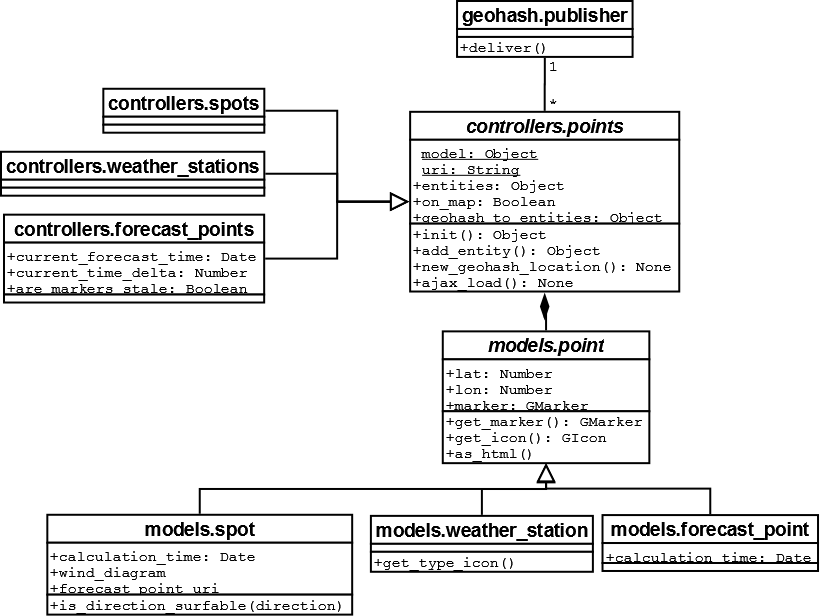 geohash.publisher
+deliver()
1
*
controllers.spots
controllers.weather_stations
controllers.forecast_points
+current_forecast_time: Date
+current_time_delta: Number
+are_markers_stale: Boolean
controllers.points
model: Object
uri: String
+entities: Object
+on_map: Boolean
+geohash_to_entities: Object
+init(): Object
+add_entity(): Object
+new_geohash_location(): None
+ajax_load(): None
models.point
+lat: Number
+lon: Number
+marker: GMarker
+get_marker(): GMarker
+get_icon(): GIcon
+as_html()
models.spot
+calculation_time: Date
+wind_diagram
+forecast_point_uri
+is_direction_surfable(direction)
models.weather_station
+get_type_icon()
models.forecast_point
+calculation_time: Date